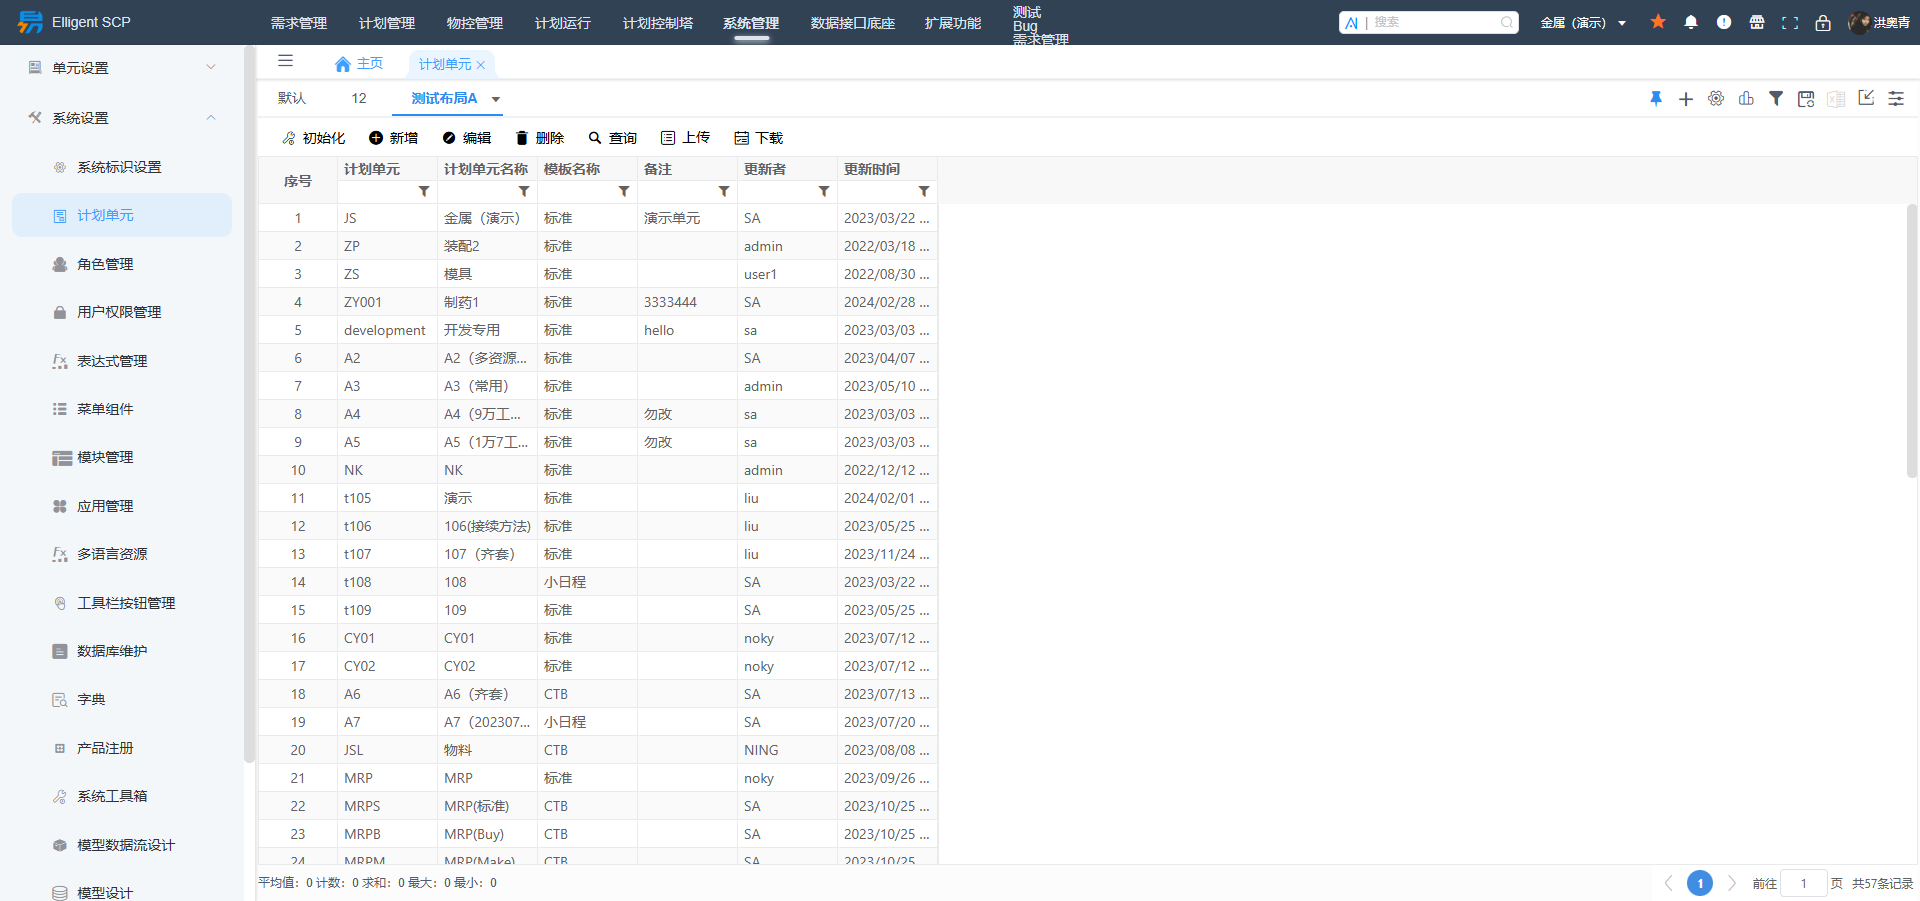 Elligent SCP
需求管理 计划管理 物控管理 计划运行 计划控制塔 系统管理 数据接口底座 扩展功能 测试
Bug
需求管理
AI | 搜索
金属（演示）
洪奥青
单元设置
系统设置
系统标识设置
计划单元
角色管理
用户权限管理
表达式管理
菜单组件
模块管理
应用管理
多语言资源
工具栏按钮管理
数据库维护
字典
产品注册
系统工具箱
模型数据流设计
模型设计
主页 计划单元
默认 12 测试布局A
初始化 新增 编辑 删除 查询 上传 下载
序号 计划单元 计划单元名称 模板名称 备注 更新者 更新时间
1 JS 金属（演示） 标准 演示单元 SA 2023/03/22 ...
2 ZP 装配2 标准 admin 2022/03/18 ...
3 ZS 模具 标准 user1 2022/08/30 ...
4 ZY001 制药1 标准 3333444 SA 2024/02/28 ...
5 development 开发专用 标准 hello sa 2023/03/03 ...
6 A2 A2（多资源... 标准 SA 2023/04/07 ...
7 A3 A3（常用） 标准 admin 2023/05/10 ...
8 A4 A4（9万工... 标准 勿改 sa 2023/03/03 ...
9 A5 A5（1万7工... 标准 勿改 sa 2023/03/03 ...
10 NK NK 标准 admin 2022/12/12 ...
11 t105 演示 标准 liu 2024/02/01 ...
12 t106 106(接续方法) 标准 liu 2023/05/25 ...
13 t107 107（齐套） 标准 liu 2023/11/24 ...
14 t108 108 小日程 SA 2023/03/22 ...
15 t109 109 标准 SA 2023/05/25 ...
16 CY01 CY01 标准 noky 2023/07/12 ...
17 CY02 CY02 标准 noky 2023/07/12 ...
18 A6 A6（齐套） CTB SA 2023/07/13 ...
19 A7 A7（202307... 小日程 SA 2023/07/20 ...
20 JSL 物料 CTB NING 2023/08/08 ...
21 MRP MRP 标准 noky 2023/09/26 ...
22 MRPS MRP(标准) CTB SA 2023/10/25 ...
23 MRPB MRP(Buy) CTB SA 2023/10/25 ...
24 MRPM MRP(Make) CTB SA 2023/10/25
平均值：0 计数：0 求和：0 最大：0 最小：0
1 前往 1 页 共57条记录